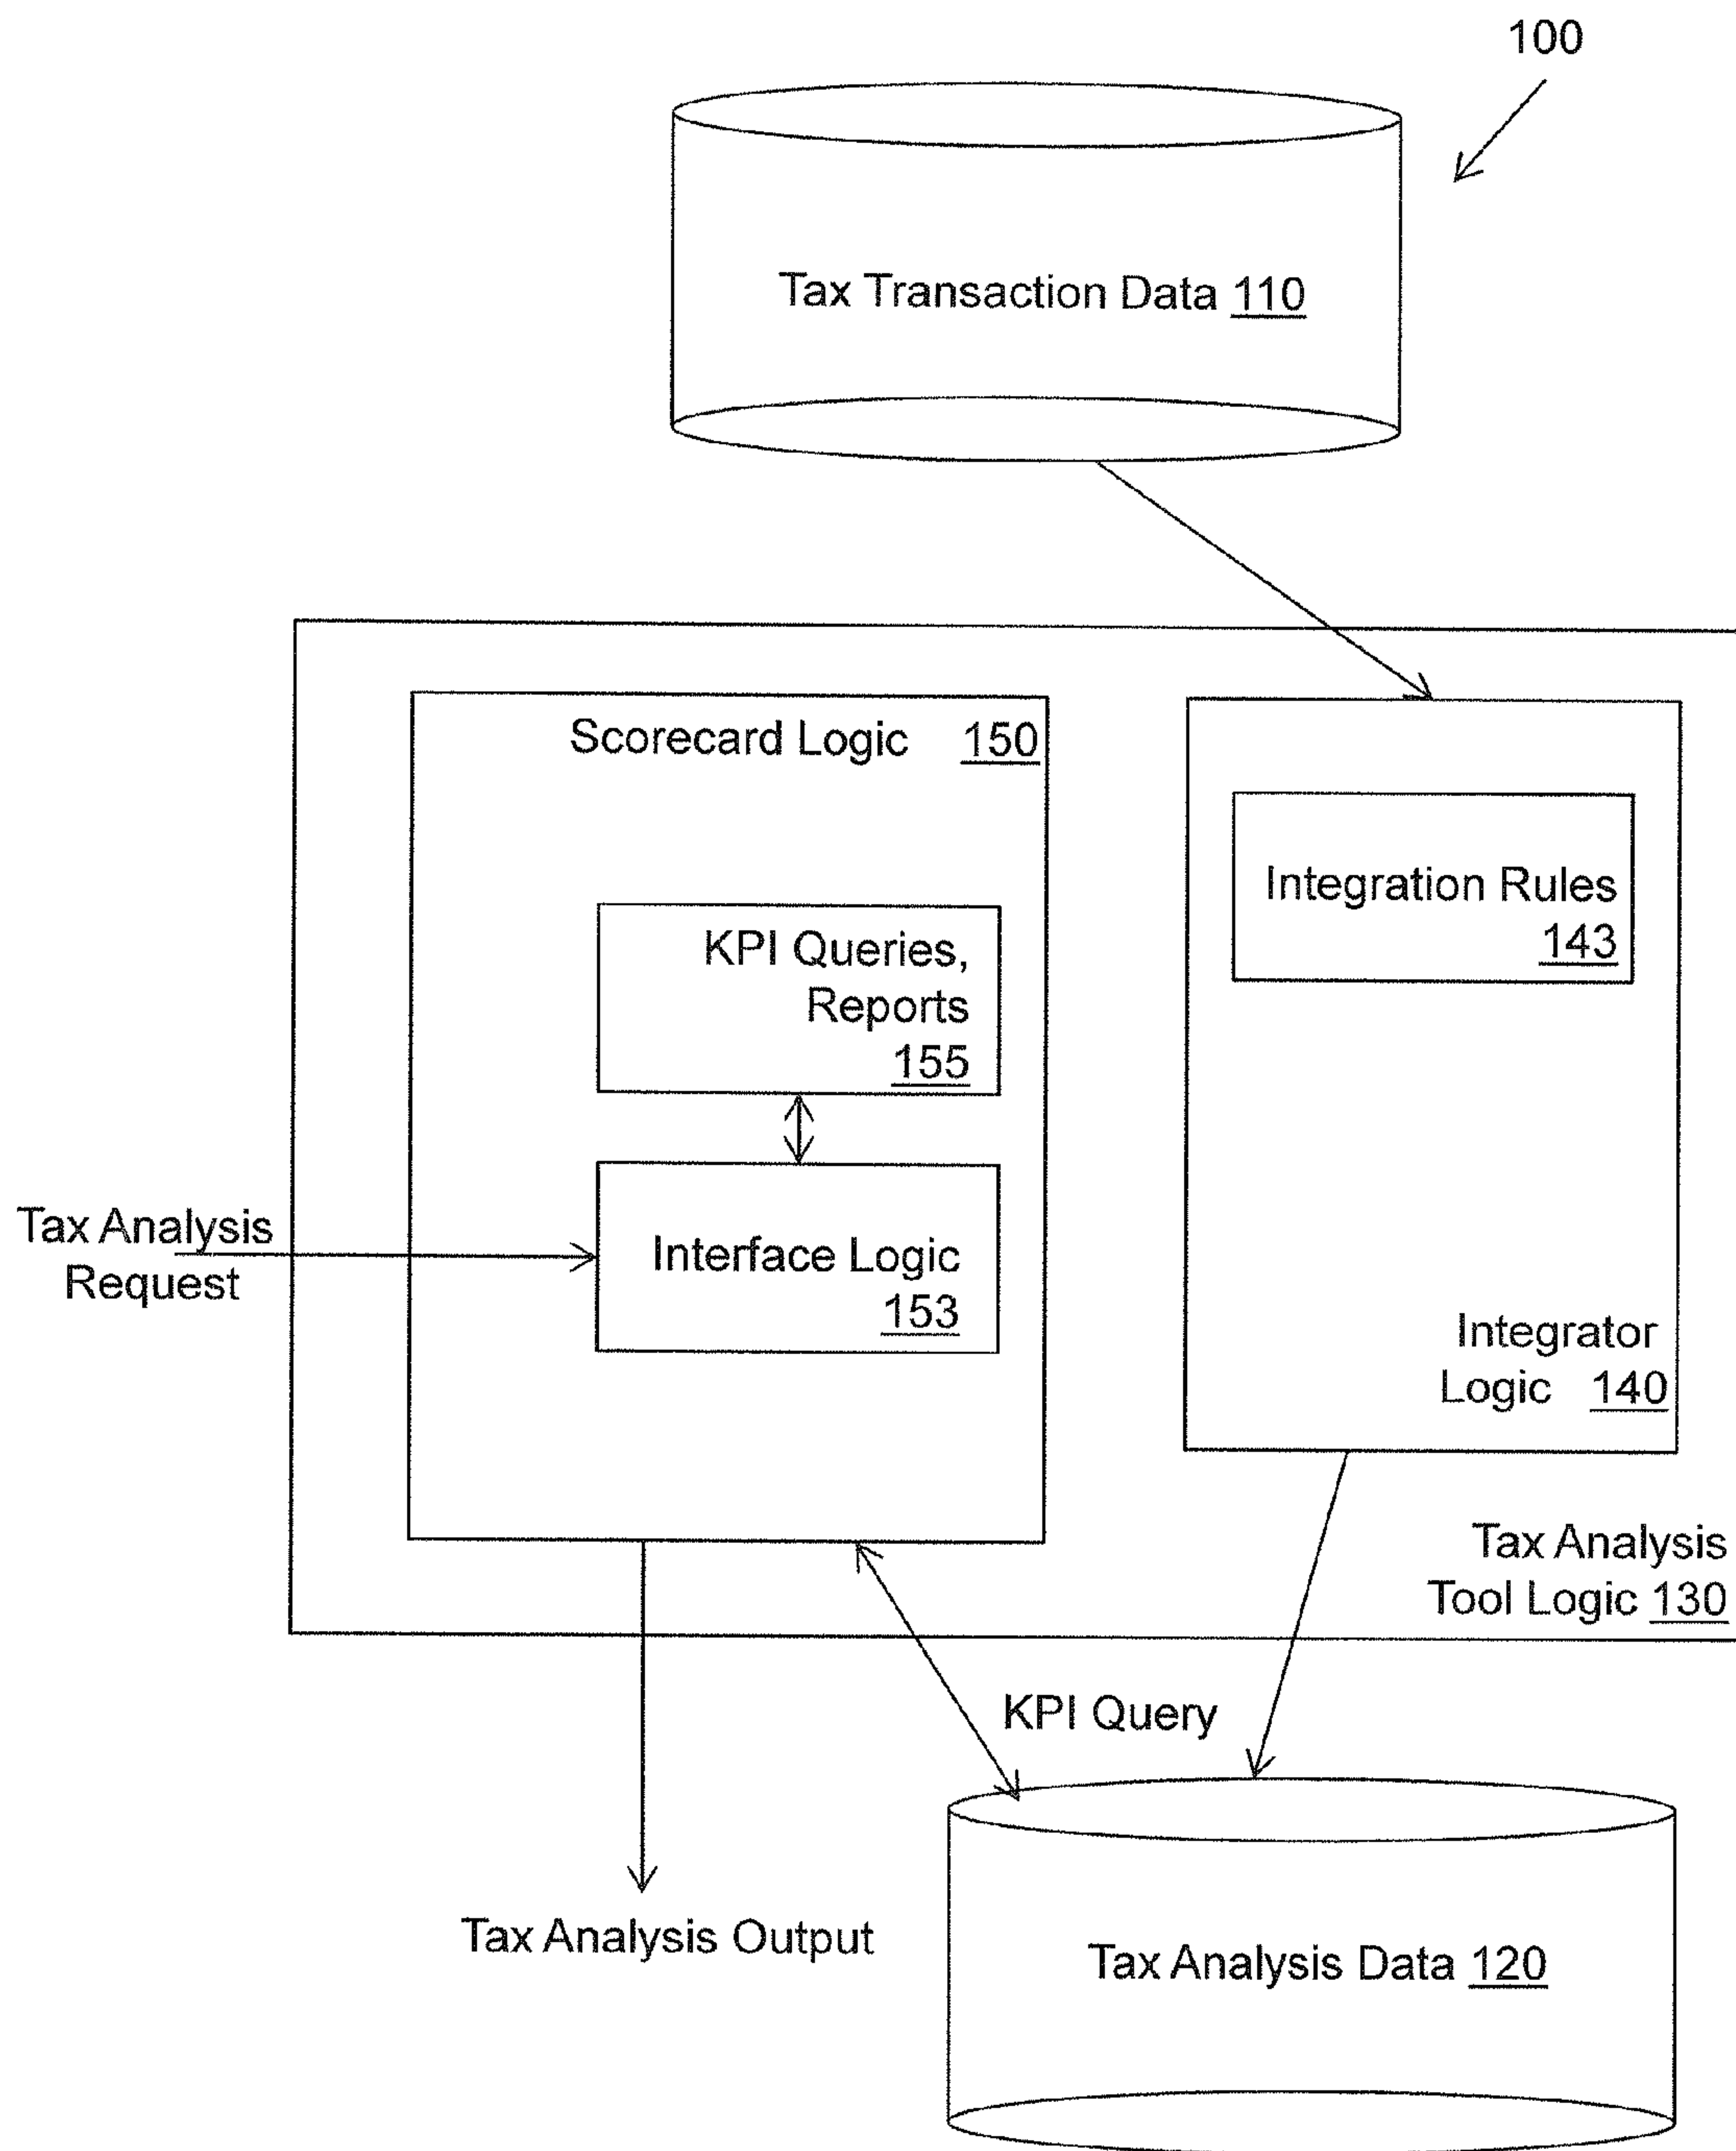 100
Tax Transaction Data 110
Scorecard Logic 150
Integration Rules
143
KPI Queries,
Reports
155
Tax Analysis
Request
Interface Logic
153
Integrator
Logic 140
Tax Analysis
Tool Logic 130
KPI Query
Tax Analysis Output
Tax Analysis Data 120